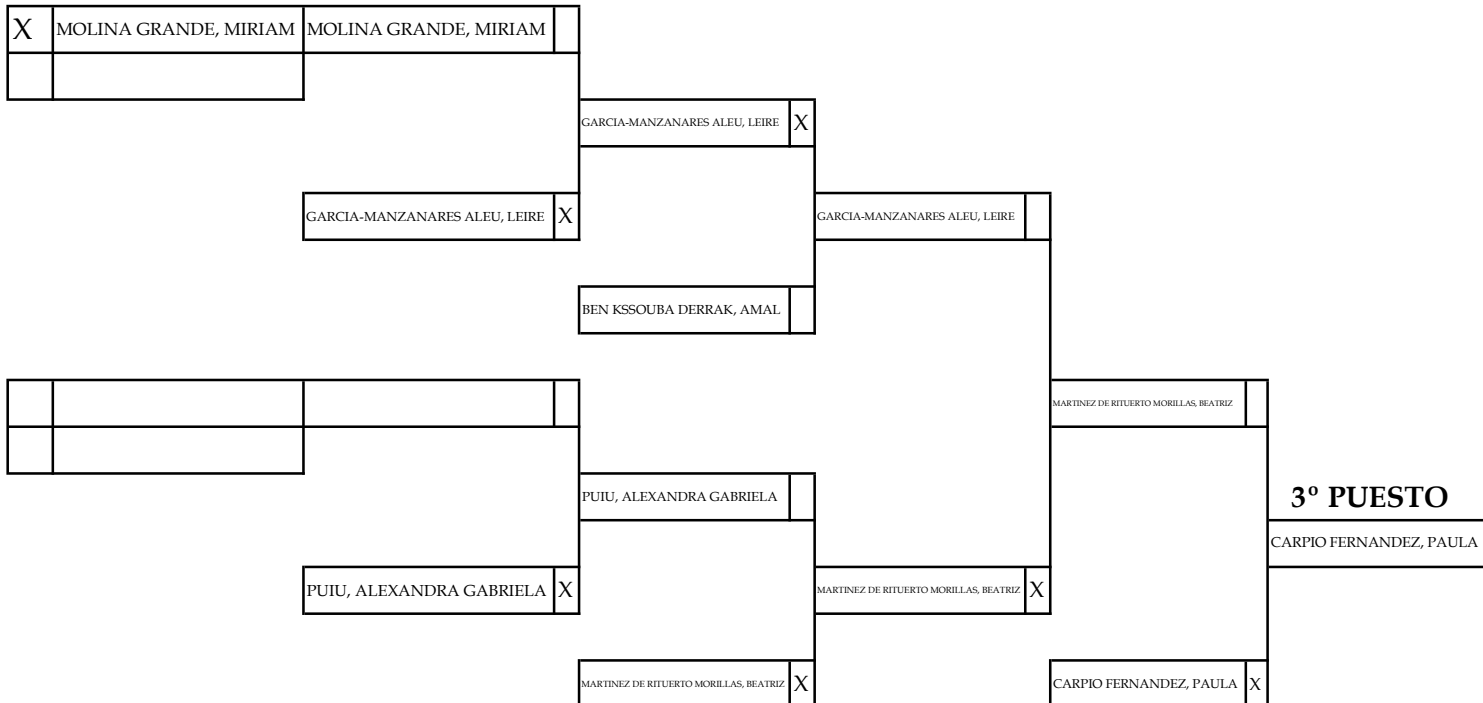 X MOLINA GRANDE, MIRIAM MOLINA GRANDE, MIRIAM
GARCIA-MANZANARES ALEU, LEIRE X
GARCIA-MANZANARES ALEU, LEIRE X
GARCIA-MANZANARES ALEU, LEIRE
BEN KSSOUBA DERRAK, AMAL
MARTINEZ DE RITUERTO MORILLAS, BEATRIZ
PUIU, ALEXANDRA GABRIELA
3º PUESTO
CARPIO FERNANDEZ, PAULA
PUIU, ALEXANDRA GABRIELA X
MARTINEZ DE RITUERTO MORILLAS, BEATRIZ X
MARTINEZ DE RITUERTO MORILLAS, BEATRIZ X
CARPIO FERNANDEZ, PAULA X